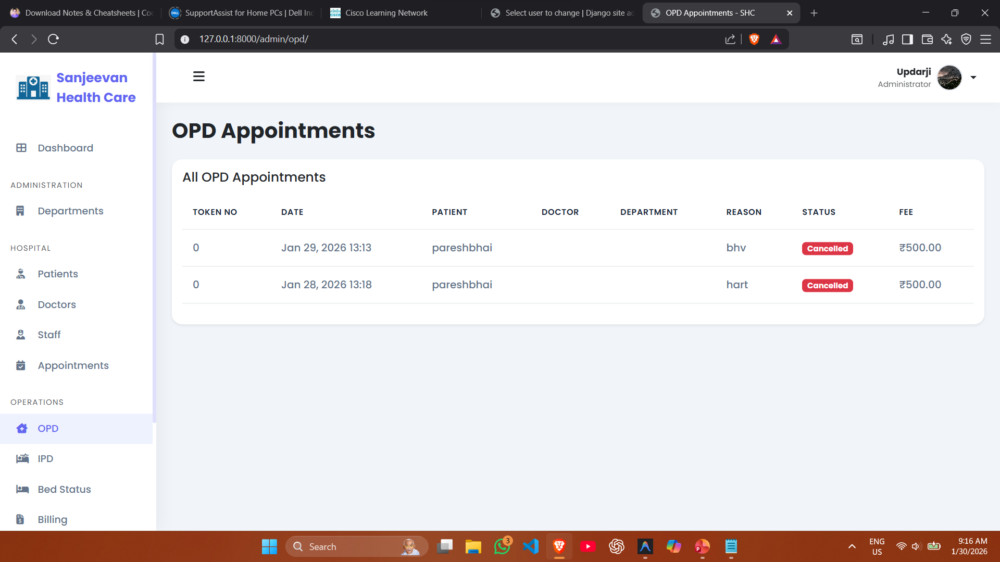 Download Notes & Cheatsheets | Co
SupportAssist for Home PCs | Dell Inc
Cisco Learning Network
Select user to change | Django site a
OPD Appointments - SHC
127.0.0.1:8000/admin/opd/
Sanjeevan
Health Care
Updarji
Administrator
Dashboard
ADMINISTRATION
Departments
HOSPITAL
Patients
Doctors
Staff
Appointments
OPERATIONS
OPD
IPD
Bed Status
Billing
OPD Appointments
All OPD Appointments
TOKEN NO DATE PATIENT DOCTOR DEPARTMENT REASON STATUS FEE
0 Jan 29, 2026 13:13 pareshbhai bhv Cancelled ₹500.00
0 Jan 28, 2026 13:18 pareshbhai hart Cancelled ₹500.00
Search
3
ENG
US
9:16 AM
1/30/2026